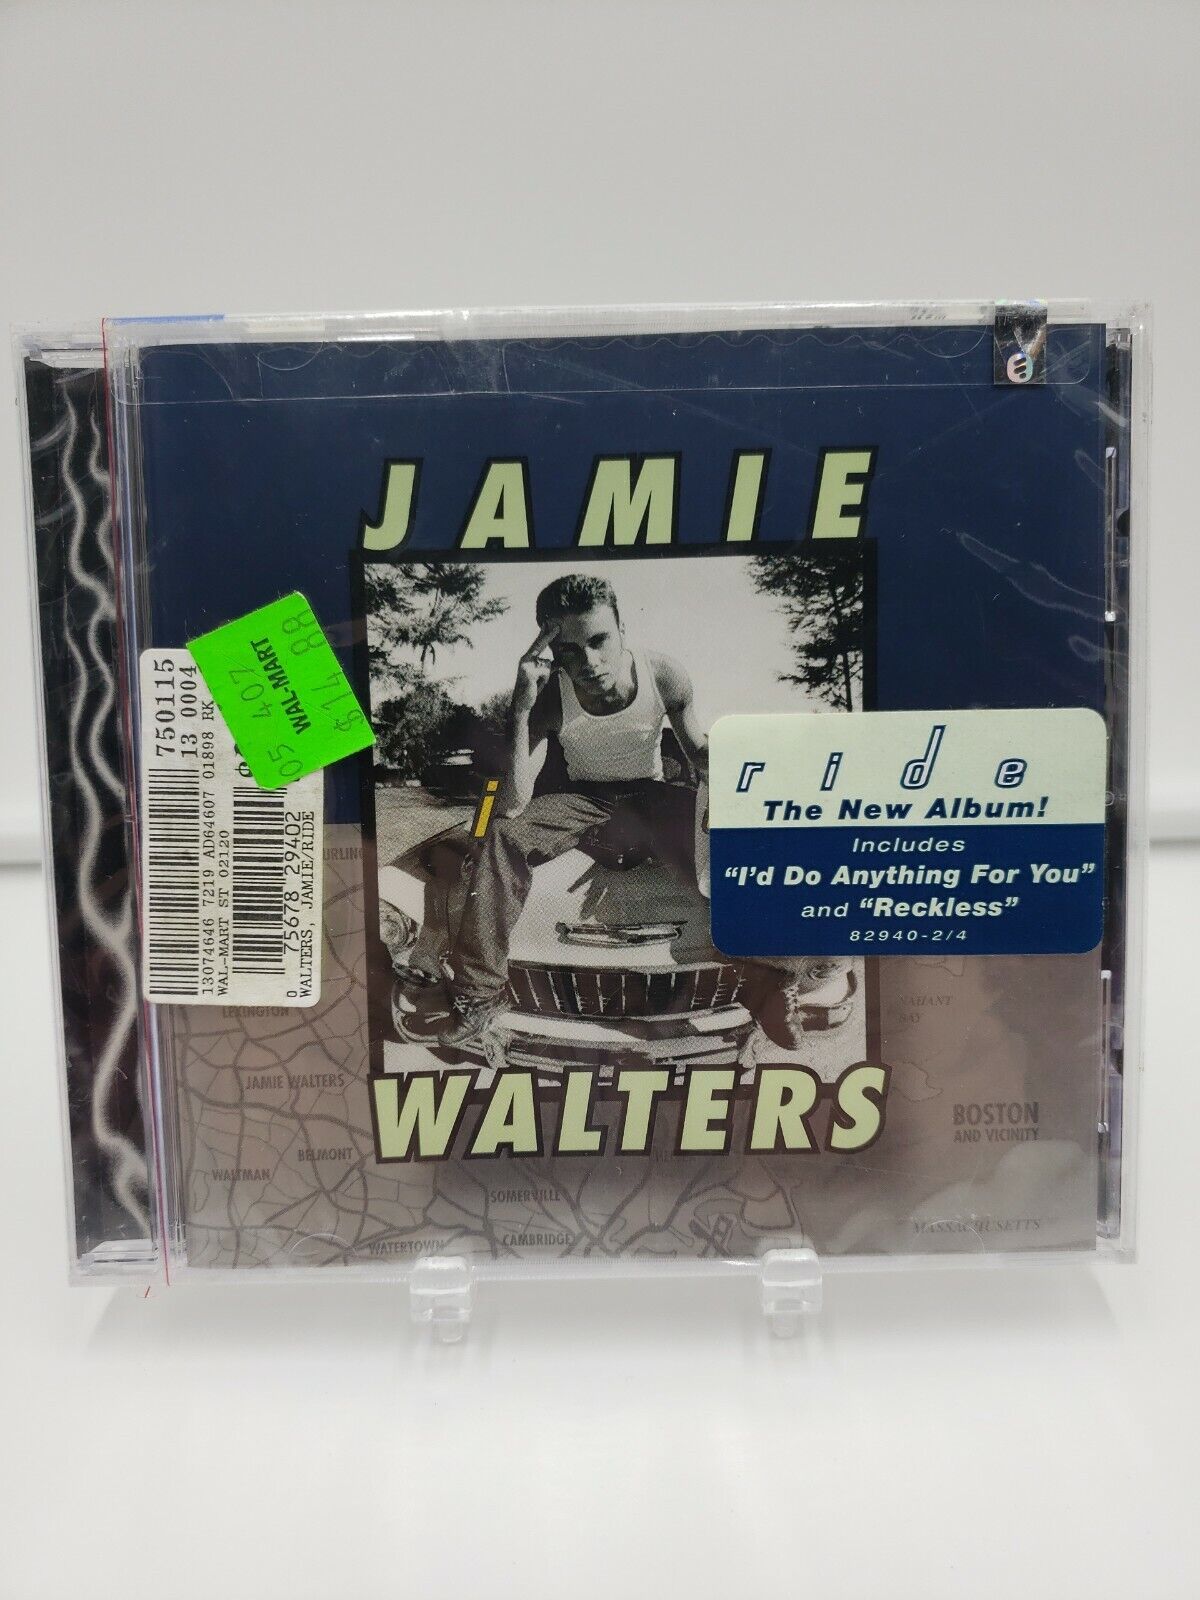 JAMIE
WALTERS
ride
The New Album!
Includes
“I'd Do Anything For You”
and “Reckless”
82940-2/4
05 407
WAL-MART
$14 88
750115
13 0004
13074646 7219 AD64607 01898 RK
WAL-MART ST 02120
0 75678 29402
WALTERS, JAMIE/RIDE
i
LEXINGTON
NAHANT
BAY
JAMIE WALTERS
BOSTON
AND VICINITY
BELMONT
WALTMAN
SOMERVILLE
MASSACHUSETTS
CAMBRIDGE
WATERTOWN